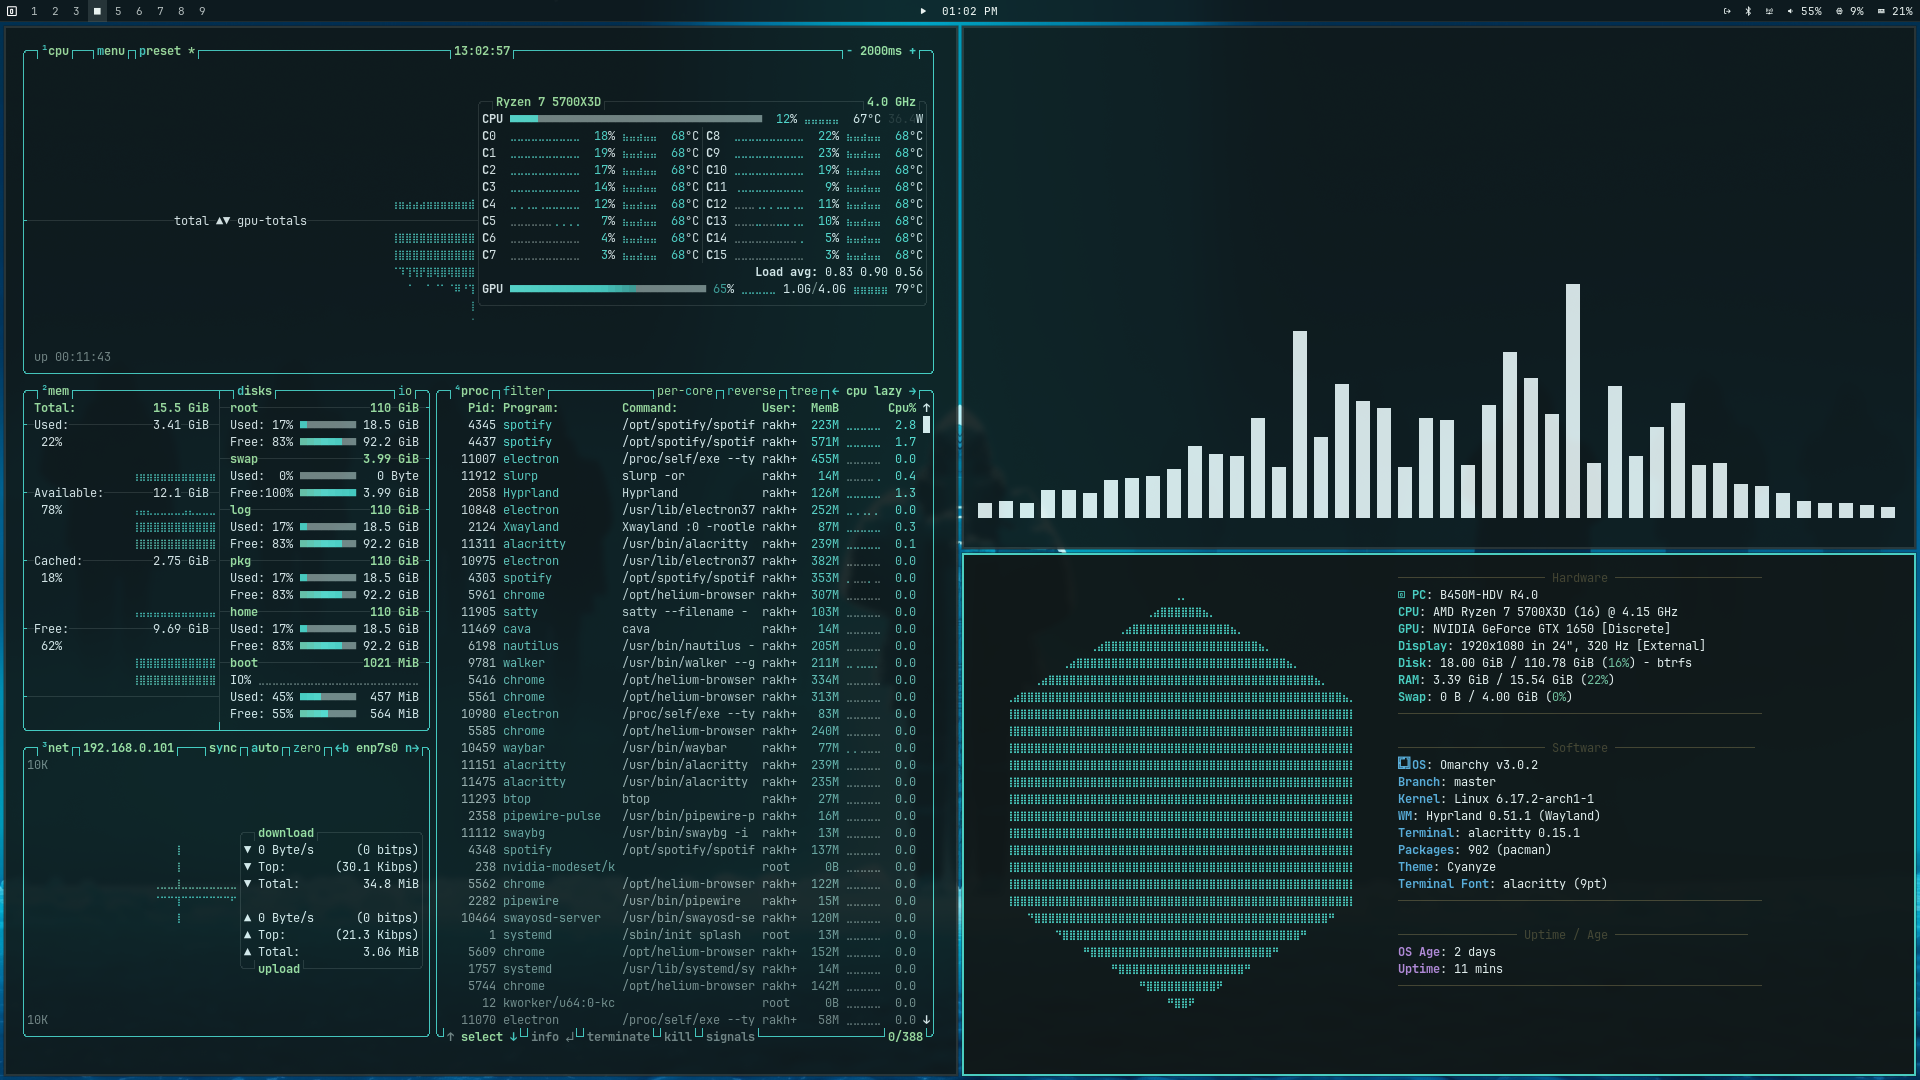 1 2 3 5 6 7 8 9
01:02 PM
55% 9% 21%
¹cpu menu preset * 13:02:57 - 2000ms +
Ryzen 7 5700X3D 4.0 GHz
CPU 12% 67°C 36.4W
C0 18% 68°C C8 22% 68°C
C1 19% 68°C C9 23% 68°C
C2 17% 68°C C10 19% 68°C
C3 14% 68°C C11 9% 68°C
C4 12% 68°C C12 11% 68°C
total ▲▼ gpu-totals
C5 7% 68°C C13 10% 68°C
C6 4% 68°C C14 5% 68°C
C7 3% 68°C C15 3% 68°C
Load avg: 0.83 0.90 0.56
GPU 65% 1.0G/4.0G 79°C
up 00:11:43
²mem
Total: 15.5 GiB
Used: 3.41 GiB
22%
Available: 12.1 GiB
78%
Cached: 2.75 GiB
18%
Free: 9.69 GiB
62%
disks io
root 110 GiB
Used: 17% 18.5 GiB
Free: 83% 92.2 GiB
swap 3.99 GiB
Used: 0% 0 Byte
Free:100% 3.99 GiB
log 110 GiB
Used: 17% 18.5 GiB
Free: 83% 92.2 GiB
pkg 110 GiB
Used: 17% 18.5 GiB
Free: 83% 92.2 GiB
home 110 GiB
Used: 17% 18.5 GiB
Free: 83% 92.2 GiB
boot 1021 MiB
IO%
Used: 45% 457 MiB
Free: 55% 564 MiB
³net 192.168.0.101 sync auto zero ←b enp7s0 n→
10K
download
▼ 0 Byte/s (0 bitps)
▼ Top: (30.1 Kibps)
▼ Total: 34.8 MiB
▲ 0 Byte/s (0 bitps)
▲ Top: (21.3 Kibps)
▲ Total: 3.06 MiB
upload
10K
⁴proc filter per-core reverse tree ← cpu lazy →
Pid: Program: Command: User: MemB Cpu% ↑
4345 spotify /opt/spotify/spotif rakh+ 223M 2.8
4437 spotify /opt/spotify/spotif rakh+ 571M 1.7
11007 electron /proc/self/exe --ty rakh+ 455M 0.0
11912 slurp slurp -or rakh+ 14M 0.4
2058 Hyprland Hyprland rakh+ 126M 1.3
10848 electron /usr/lib/electron37 rakh+ 252M 0.0
2124 Xwayland Xwayland :0 -rootle rakh+ 87M 0.3
11311 alacritty /usr/bin/alacritty rakh+ 239M 0.1
10975 electron /usr/lib/electron37 rakh+ 382M 0.0
4303 spotify /opt/spotify/spotif rakh+ 353M 0.0
5961 chrome /opt/helium-browser rakh+ 307M 0.0
11905 satty satty --filename - rakh+ 103M 0.0
11469 cava cava rakh+ 14M 0.0
6198 nautilus /usr/bin/nautilus - rakh+ 205M 0.0
9781 walker /usr/bin/walker --g rakh+ 211M 0.0
5416 chrome /opt/helium-browser rakh+ 334M 0.0
5561 chrome /opt/helium-browser rakh+ 313M 0.0
10980 electron /proc/self/exe --ty rakh+ 83M 0.0
5585 chrome /opt/helium-browser rakh+ 240M 0.0
10459 waybar /usr/bin/waybar rakh+ 77M 0.0
11151 alacritty /usr/bin/alacritty rakh+ 239M 0.0
11475 alacritty /usr/bin/alacritty rakh+ 235M 0.0
11293 btop btop rakh+ 27M 0.0
2358 pipewire-pulse /usr/bin/pipewire-p rakh+ 16M 0.0
11112 swaybg /usr/bin/swaybg -i rakh+ 13M 0.0
4348 spotify /opt/spotify/spotif rakh+ 137M 0.0
238 nvidia-modeset/k root 0B 0.0
5562 chrome /opt/helium-browser rakh+ 122M 0.0
2282 pipewire /usr/bin/pipewire rakh+ 15M 0.0
10464 swayosd-server /usr/bin/swayosd-se rakh+ 120M 0.0
1 systemd /sbin/init splash root 13M 0.0
5609 chrome /opt/helium-browser rakh+ 152M 0.0
1757 systemd /usr/lib/systemd/sy rakh+ 14M 0.0
5744 chrome /opt/helium-browser rakh+ 142M 0.0
12 kworker/u64:0-kc root 0B 0.0
11070 electron /proc/self/exe --ty rakh+ 58M 0.0 ↓
↑ select ↓ info ↵ terminate kill signals 0/388
Hardware
PC: B450M-HDV R4.0
CPU: AMD Ryzen 7 5700X3D (16) @ 4.15 GHz
GPU: NVIDIA GeForce GTX 1650 [Discrete]
Display: 1920x1080 in 24", 320 Hz [External]
Disk: 18.00 GiB / 110.78 GiB (16%) - btrfs
RAM: 3.39 GiB / 15.54 GiB (22%)
Swap: 0 B / 4.00 GiB (0%)
Software
OS: Omarchy v3.0.2
Branch: master
Kernel: Linux 6.17.2-arch1-1
WM: Hyprland 0.51.1 (Wayland)
Terminal: alacritty 0.15.1
Packages: 902 (pacman)
Theme: Cyanyze
Terminal Font: alacritty (9pt)
Uptime / Age
OS Age: 2 days
Uptime: 11 mins